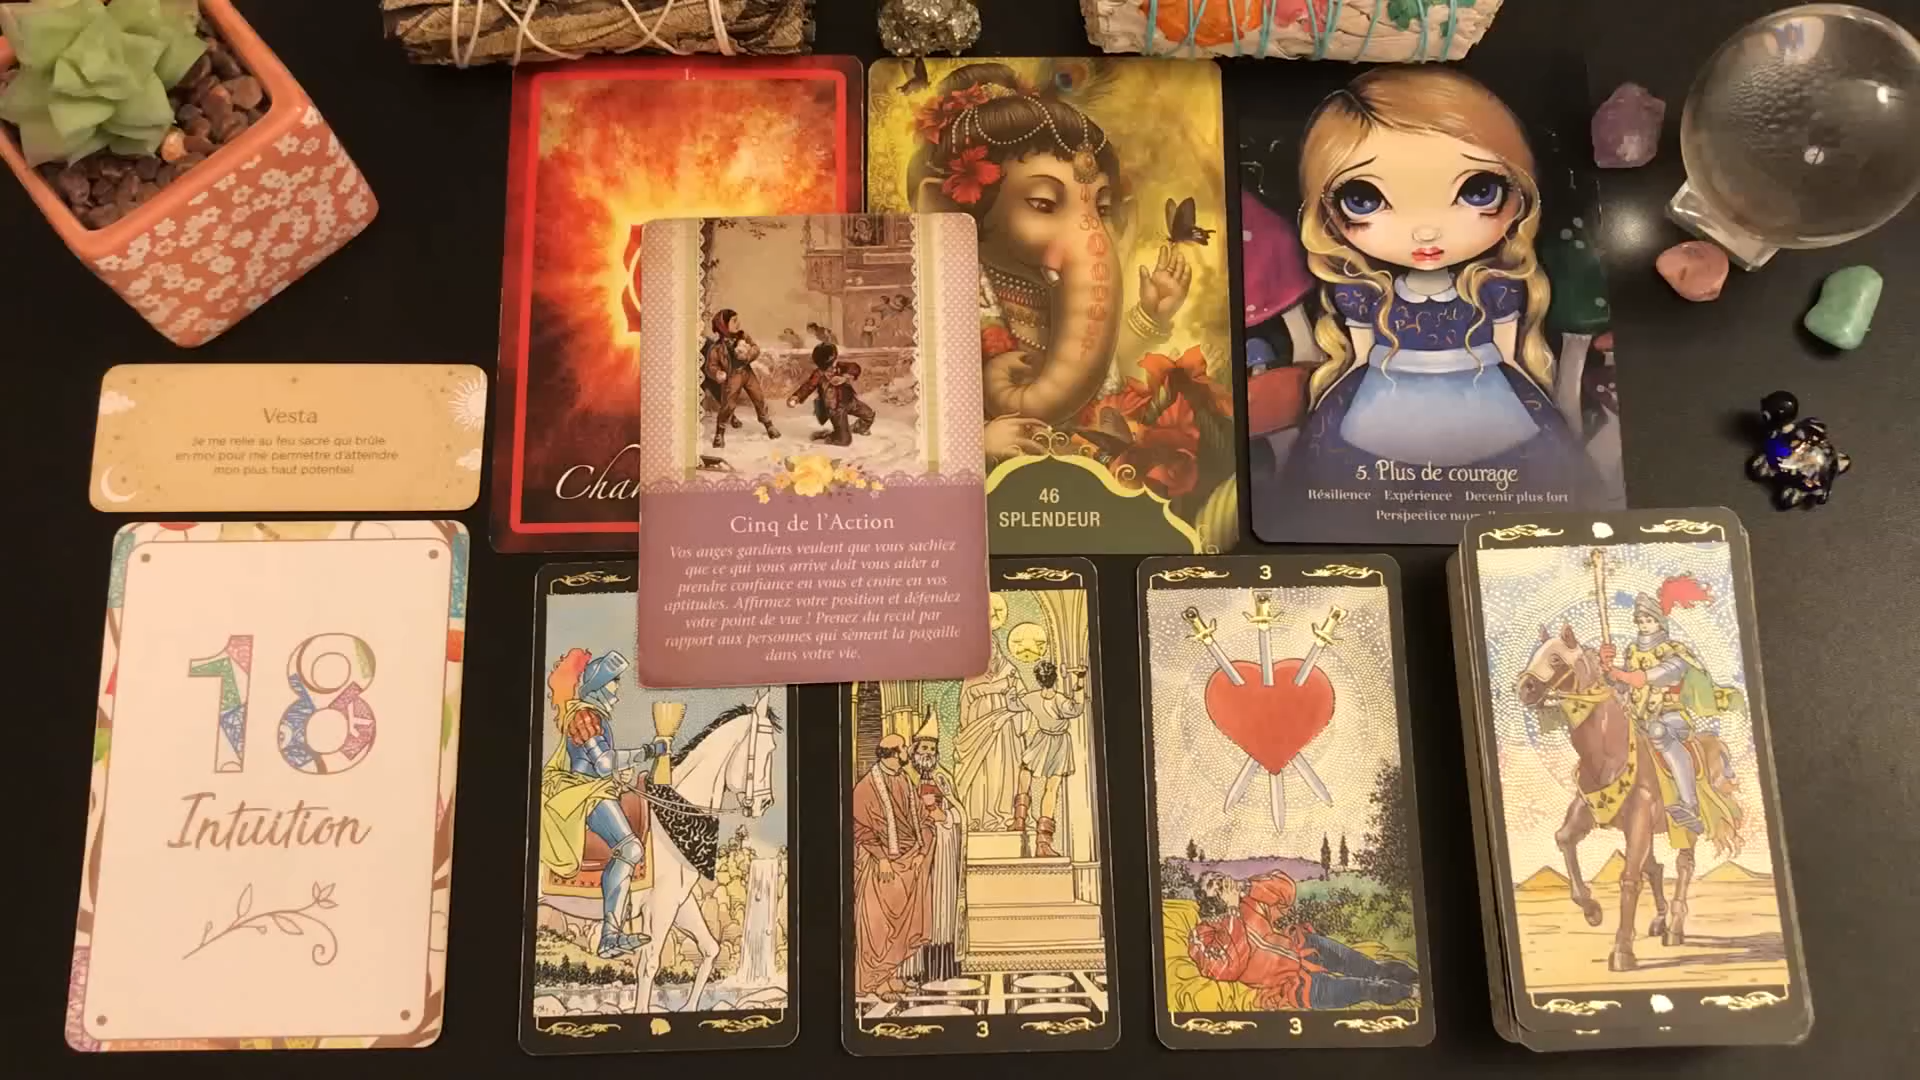 1.
Vesta
Je me relie au feu sacré qui brûle
en moi pour me permettre d'atteindre
mon plus haut potentiel
18
Intuition
Cinq de l'Action
Vos anges gardiens veulent que vous sachiez
que ce qui vous arrive doit vous aider à
prendre confiance en vous et croire en vos
aptitudes. Affirmez votre position et défendez
votre point de vue ! Prenez du recul par
rapport aux personnes qui sèment la pagaille
dans votre vie.
46
SPLENDEUR
5. Plus de courage
Résilience Expérience Devenir plus fort
Perspective
3
3
3